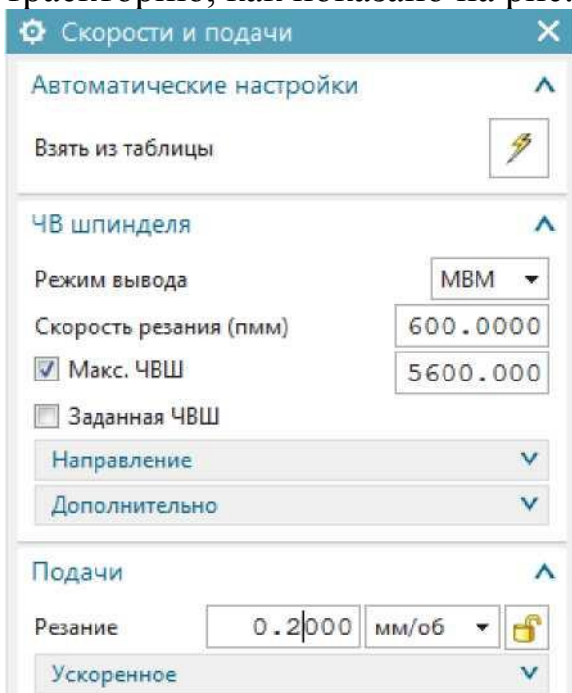 траекторию, как показано на рис.
Скорости и подачи
Автоматические настройки
Взять из таблицы
ЧВ шпинделя
Режим вывода МВМ
Скорость резания (пмм) 600.0000
Макс. ЧВШ 5600.000
Заданная ЧВШ
Направление
Дополнительно
Подачи
Резание 0.2000 мм/об
Ускоренное